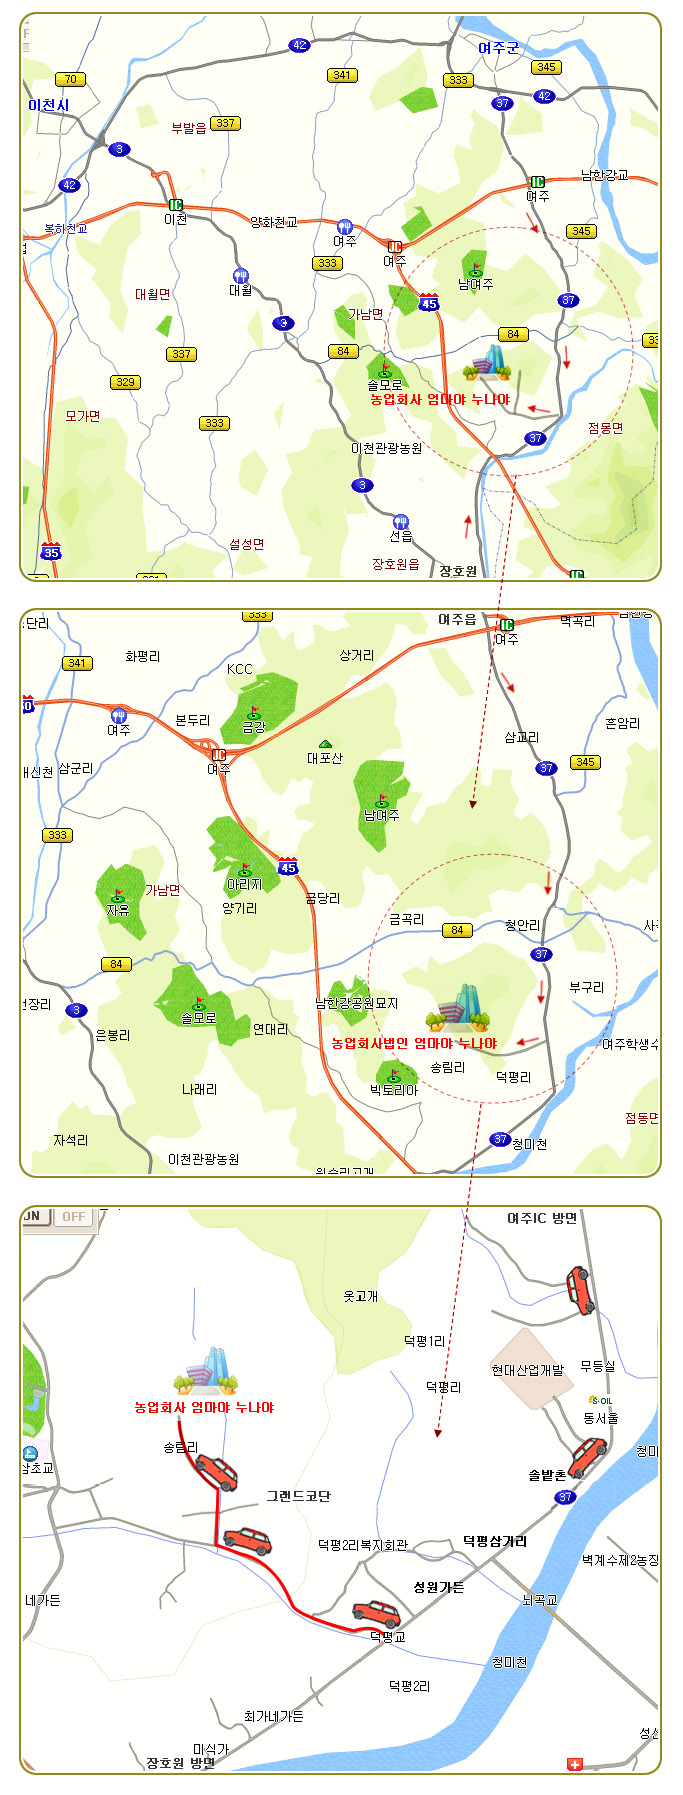 42
여주군
341
333
345
70
이천시
37
42
337
부발읍
3
42
IC
여주
남한강교
IC
이천
양화천교
여주
345
복하천교
IC
여주
333
대월
남여주
대월면
45
37
가남면
3
84
84
337
솔모로
329
농업회사 엄마야 누나야
모가면
333
점동면
37
이천관광농원
3
선읍
설성면
35
장호원읍
장호원
IC
333
여주읍
IC
여주
멱곡리
341
화평리
상거리
KCC
여주
본두리
금강
흔암리
삼교리
IC
여주
대포산
삼군리
37
345
남여주
333
45
아리지
가남면
자유
양기리
금당리
금곡리
84
청안리
37
84
부구리
3
솔모로
남한강공원묘지
연대리
은봉리
농업회사법인 엄마야 누나야
여주학생수
송림리
덕평리
나래리
빅토리아
점동면
자석리
37
청미천
이천관광농원
OFF
여주IC 방면
옷고개
덕평1리
현대산업개발
무등실
덕평리
S-OIL
농업회사 엄마야 누나야
동서울
송림리
청미
삼초교
솔밭촌
그랜드코단
37
덕평2리복지회관
덕평삼거리
벽계수제2농장
성원가든
네가든
뇌곡교
덕평교
청미천
덕평2리
최가네가든
미식가
장호원 방면